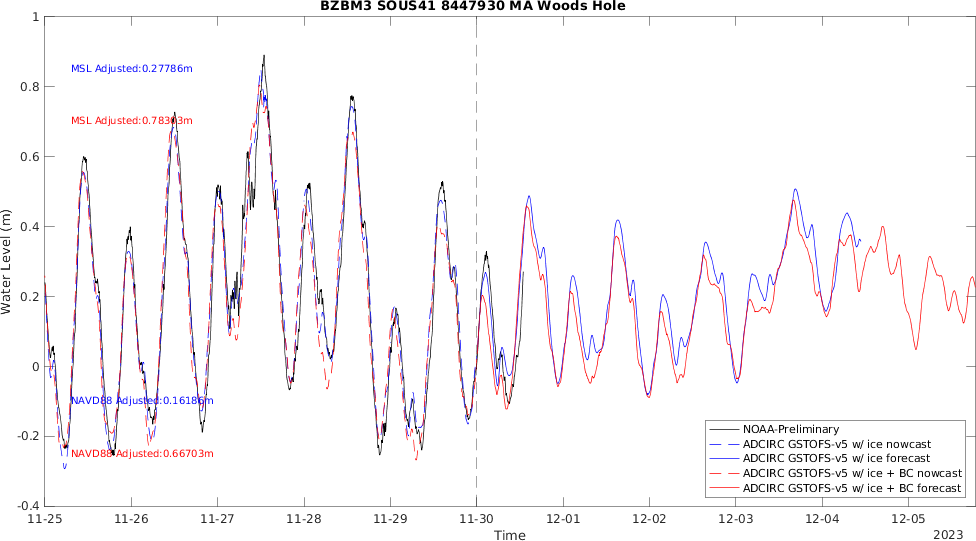 BZBM3 SOUS41 8447930 MA Woods Hole
1
0.8
0.6
0.4
0.2
0
-0.2
-0.4
Water Level (m)
MSL Adjusted:0.27786m
MSL Adjusted:0.78303m
NAVD88 Adjusted:0.16186m
NAVD88 Adjusted:0.66703m
NOAA-Preliminary
ADCIRC GSTOFS-v5 w/ ice nowcast
ADCIRC GSTOFS-v5 w/ ice forecast
ADCIRC GSTOFS-v5 w/ ice + BC nowcast
ADCIRC GSTOFS-v5 w/ ice + BC forecast
11-25 11-26 11-27 11-28 11-29 11-30 12-01 12-02 12-03 12-04 12-05
Time
2023